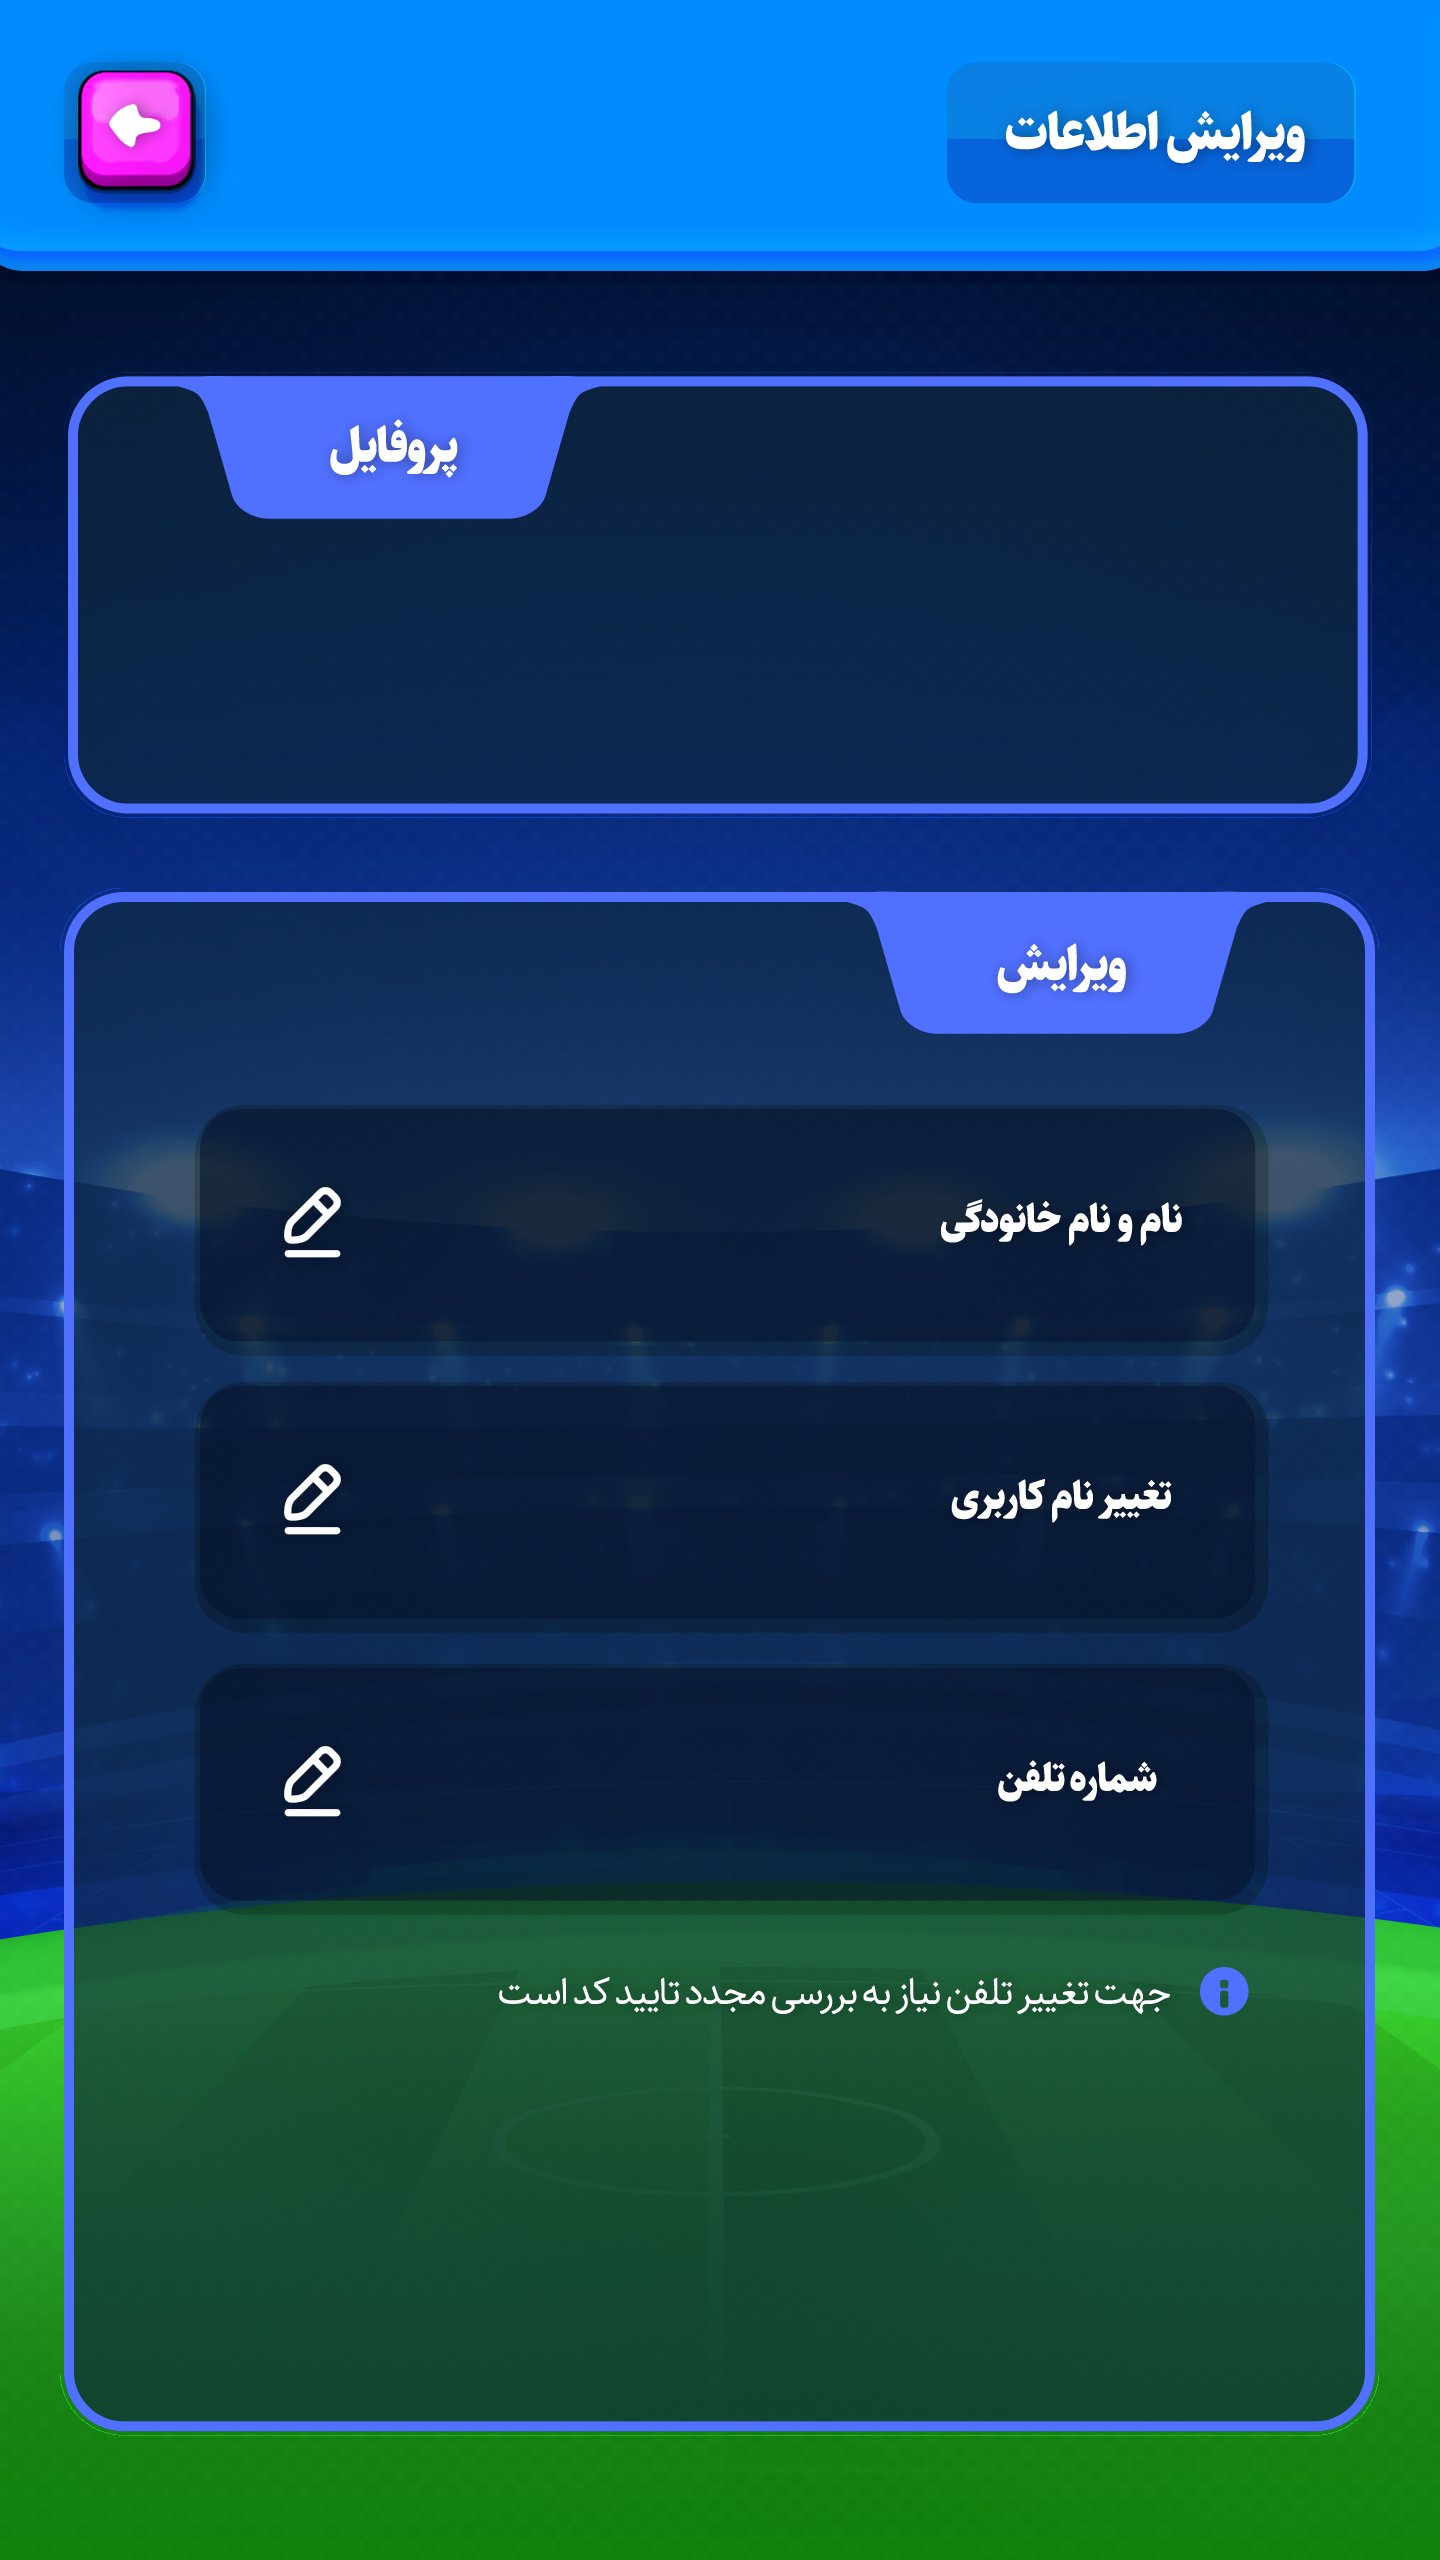 ویرایش اطلاعات
پروفایل
ویرایش
نام و نام خانودگی
تغییر نام کاربری
شماره تلفن
جهت تغییر تلفن نیاز به بررسی مجدد تایید کد است